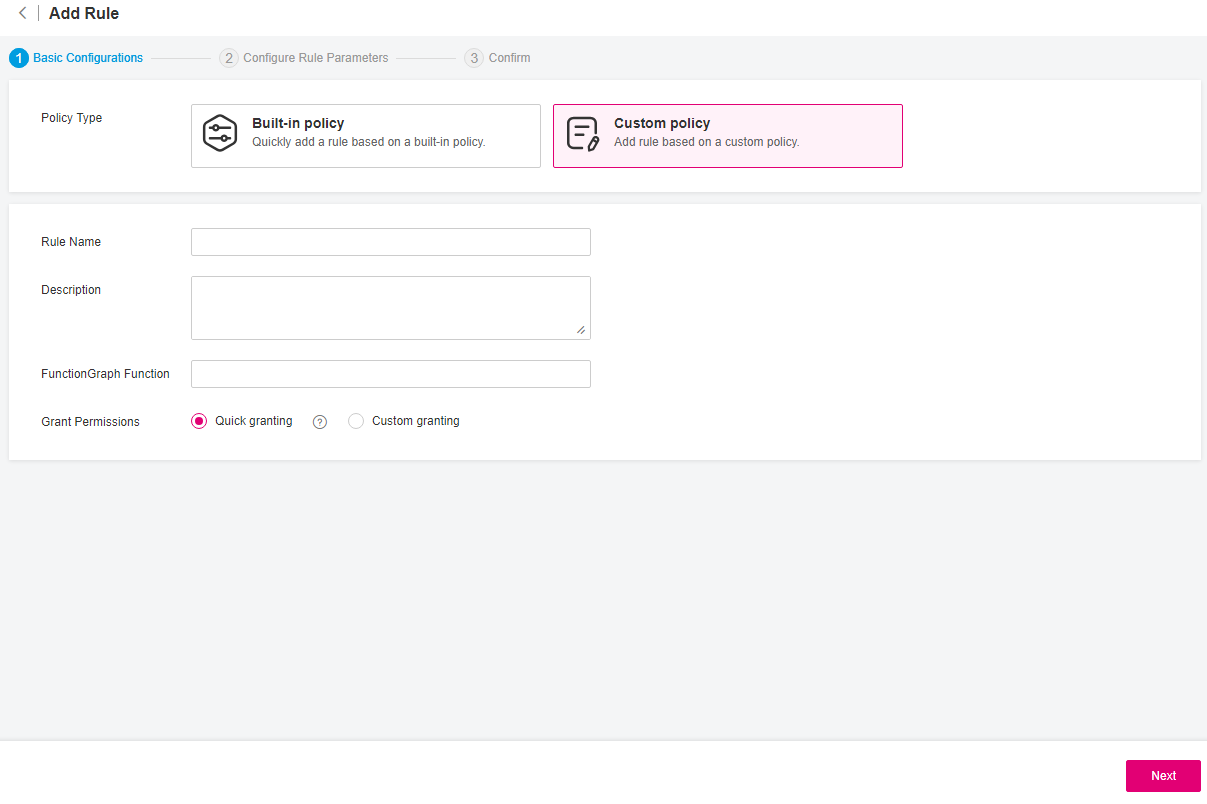 Add Rule
1 Basic Configurations 2 Configure Rule Parameters 3 Confirm
Policy Type
Built-in policy
Quickly add a rule based on a built-in policy.
Custom policy
Add rule based on a custom policy.
Rule Name
Description
FunctionGraph Function
Grant Permissions
Quick granting ? Custom granting
Next